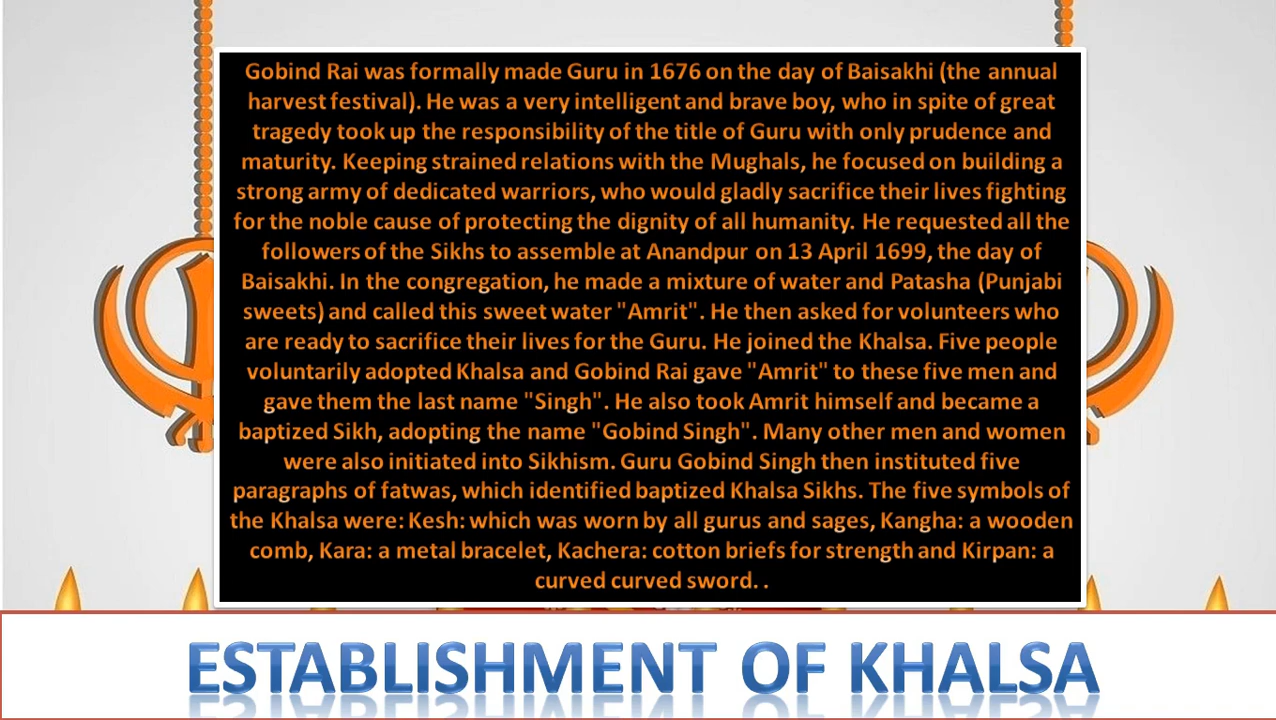 Gobind Rai was formally made Guru in 1676 on the day of Baisakhi (the annual
harvest festival). He was a very intelligent and brave boy, who in spite of great
tragedy took up the responsibility of the title of Guru with only prudence and
maturity. Keeping strained relations with the Mughals, he focused on building a
strong army of dedicated warriors, who would gladly sacrifice their lives fighting
for the noble cause of protecting the dignity of all humanity. He requested all the
followers of the Sikhs to assemble at Anandpur on 13 April 1699, the day of
Baisakhi. In the congregation, he made a mixture of water and Patasha (Punjabi
sweets) and called this sweet water "Amrit". He then asked for volunteers who
are ready to sacrifice their lives for the Guru. He joined the Khalsa. Five people
voluntarily adopted Khalsa and Gobind Rai gave "Amrit" to these five men and
gave them the last name "Singh". He also took Amrit himself and became a
baptized Sikh, adopting the name "Gobind Singh". Many other men and women
were also initiated into Sikhism. Guru Gobind Singh then instituted five
paragraphs of fatwas, which identified baptized Khalsa Sikhs. The five symbols of
the Khalsa were: Kesh: which was worn by all gurus and sages, Kangha: a wooden
comb, Kara: a metal bracelet, Kachera: cotton briefs for strength and Kirpan: a
curved curved sword. .
ESTABLISHMENT OF KHALSA